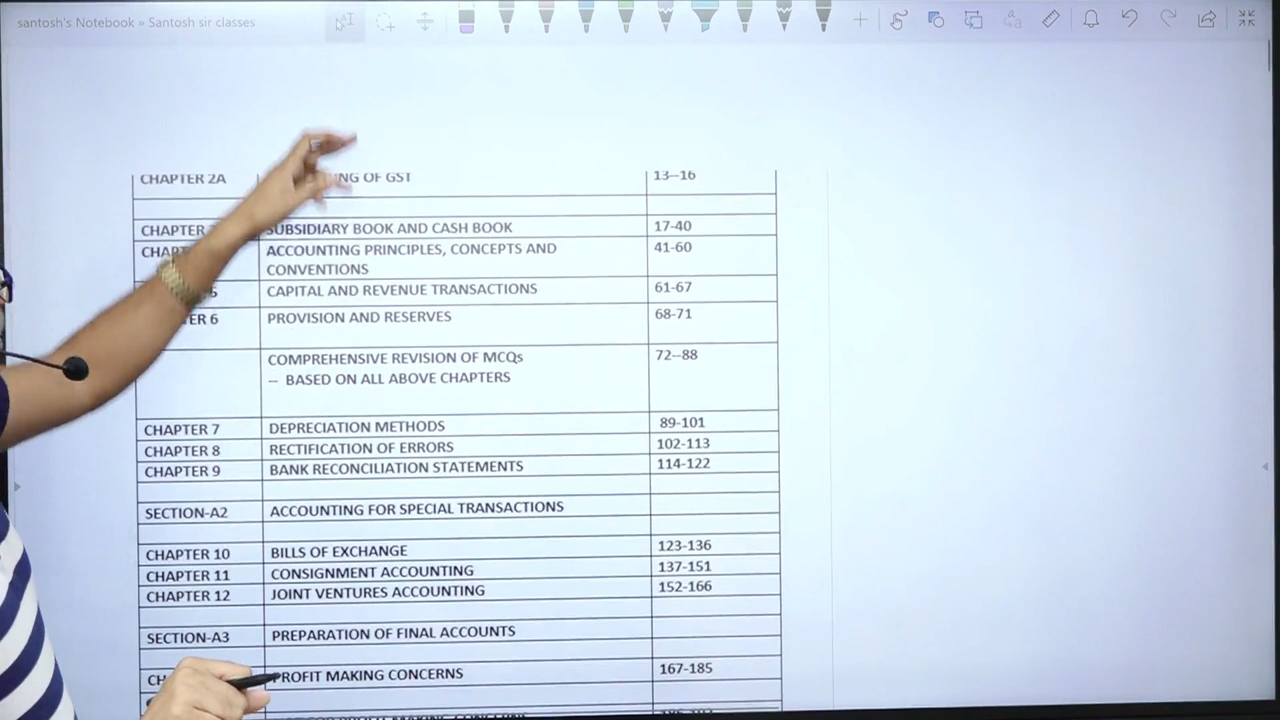 santosh's Notebook » Santosh sir classes
CHAPTER 2A OF GST 13--16
CHAPTER SUBSIDIARY BOOK AND CASH BOOK 17-40
ACCOUNTING PRINCIPLES, CONCEPTS AND 41-60
CONVENTIONS
5 CAPITAL AND REVENUE TRANSACTIONS 61-67
6 PROVISION AND RESERVES 68-71
COMPREHENSIVE REVISION OF MCQs 72--88
-- BASED ON ALL ABOVE CHAPTERS
CHAPTER 7 DEPRECIATION METHODS 89-101
CHAPTER 8 RECTIFICATION OF ERRORS 102-113
CHAPTER 9 BANK RECONCILIATION STATEMENTS 114-122
SECTION-A2 ACCOUNTING FOR SPECIAL TRANSACTIONS
CHAPTER 10 BILLS OF EXCHANGE 123-136
CHAPTER 11 CONSIGNMENT ACCOUNTING 137-151
CHAPTER 12 JOINT VENTURES ACCOUNTING 152-166
SECTION-A3 PREPARATION OF FINAL ACCOUNTS
PROFIT MAKING CONCERNS 167-185